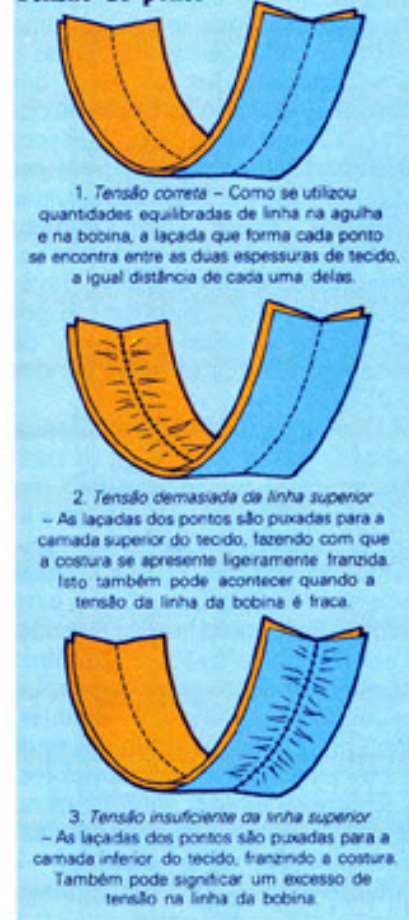 1. Tensão correta – Como se utilizou
quantidades equilibradas de linha na agulha
e na bobina, a laçada que forma cada ponto
se encontra entre as duas espessuras de tecido,
a igual distância de cada uma delas.
2. Tensão demasiada da linha superior
– As laçadas dos pontos são puxadas para a
camada superior do tecido, fazendo com que
a costura se apresente ligeiramente franzida.
Isto também pode acontecer quando a
tensão da linha da bobina é fraca.
3. Tensão insuficiente da linha superior
– As laçadas dos pontos são puxadas para a
camada inferior do tecido, franzindo a costura.
Também pode significar um excesso de
tensão na linha da bobina.